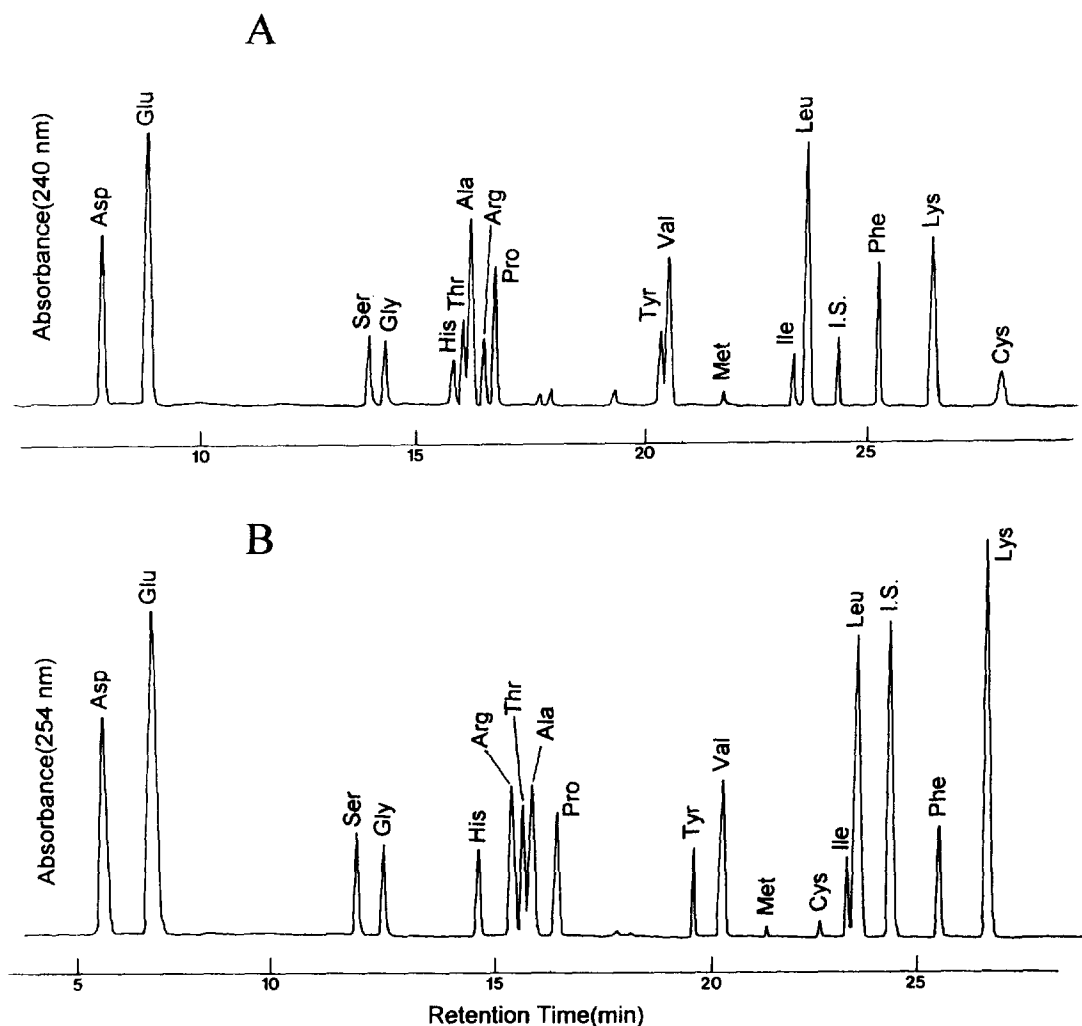 A
Absorbance(240 nm)
Asp
Glu
Ser
Gly
His
Thr
Ala
Arg
Pro
Tyr
Val
Met
Ile
Leu
I.S.
Phe
Lys
Cys
10
15
20
25
B
Absorbance(254 nm)
Asp
Glu
Ser
Gly
His
Arg
Thr
Ala
Pro
Tyr
Val
Met
Cys
Ile
Leu
I.S.
Phe
Lys
5
10
15
20
25
Retention Time(min)